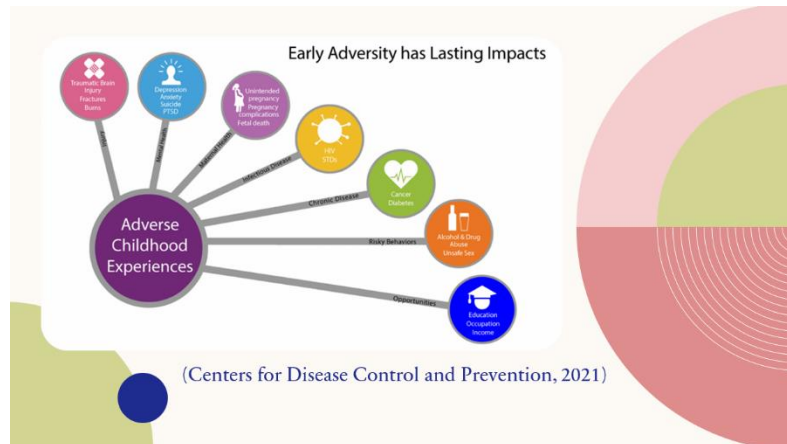 Early Adversity has Lasting Impacts
Traumatic Brain
Injury
Fractures
Burns
Depression
Anxiety
Suicide
PTSD
Unintended
pregnancy
Pregnancy
complications
Fetal death
HIV
STDs
Cancer
Diabetes
Alcohol & Drug
Abuse
Unsafe Sex
Education
Occupation
Income
Injury
Mental Health
Maternal Health
Infectious Disease
Chronic Disease
Risky Behaviors
Opportunities
Adverse
Childhood
Experiences
(Centers for Disease Control and Prevention, 2021)